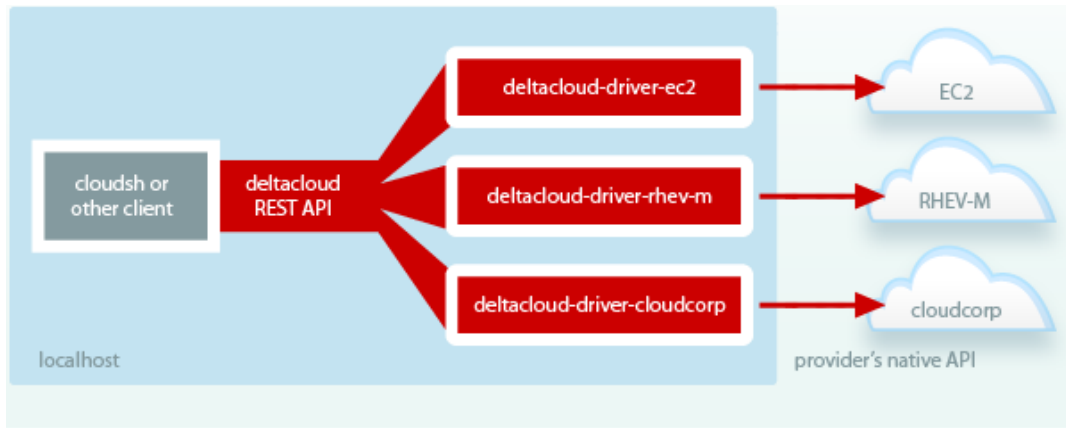 deltacloud-driver-ec2
EC2
cloudsh or
other client
deltacloud
REST API
deltacloud-driver-rhev-m
RHEV-M
deltacloud-driver-cloudcorp
cloudcorp
localhost
provider's native API